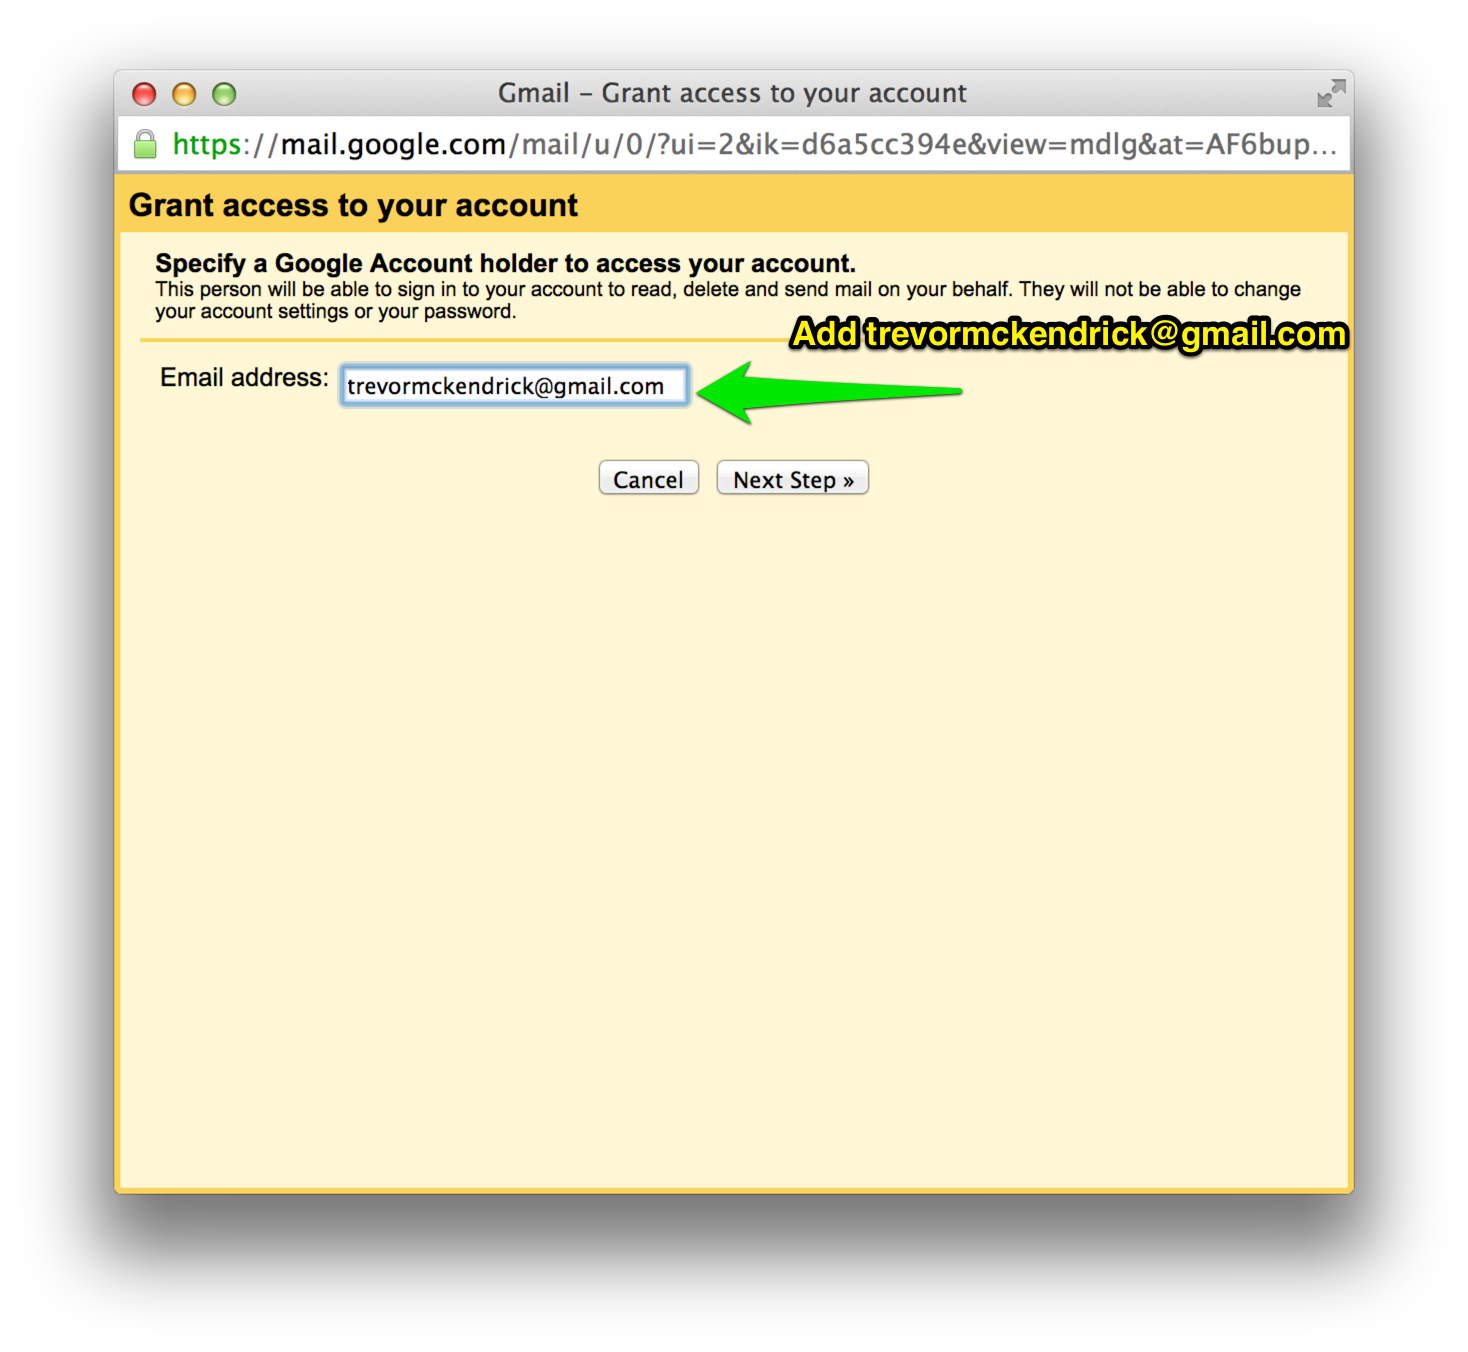 Gmail – Grant access to your account
https://mail.google.com/mail/u/0/?ui=2&ik=d6a5cc394e&view=mdlg&at=AF6bup...
Grant access to your account
Specify a Google Account holder to access your account.
This person will be able to sign in to your account to read, delete and send mail on your behalf. They will not be able to change
your account settings or your password.
Add trevormckendrick@gmail.com
Email address: trevormckendrick@gmail.com
Cancel Next Step »